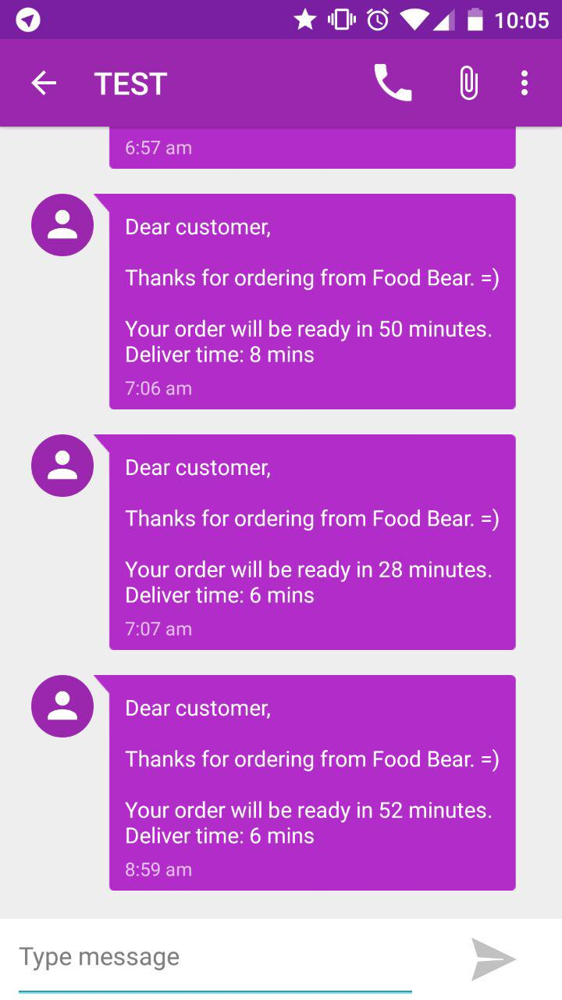 10:05
TEST
6:57 am
Dear customer,
Thanks for ordering from Food Bear. =)
Your order will be ready in 50 minutes.
Deliver time: 8 mins
7:06 am
Dear customer,
Thanks for ordering from Food Bear. =)
Your order will be ready in 28 minutes.
Deliver time: 6 mins
7:07 am
Dear customer,
Thanks for ordering from Food Bear. =)
Your order will be ready in 52 minutes.
Deliver time: 6 mins
8:59 am
Type message